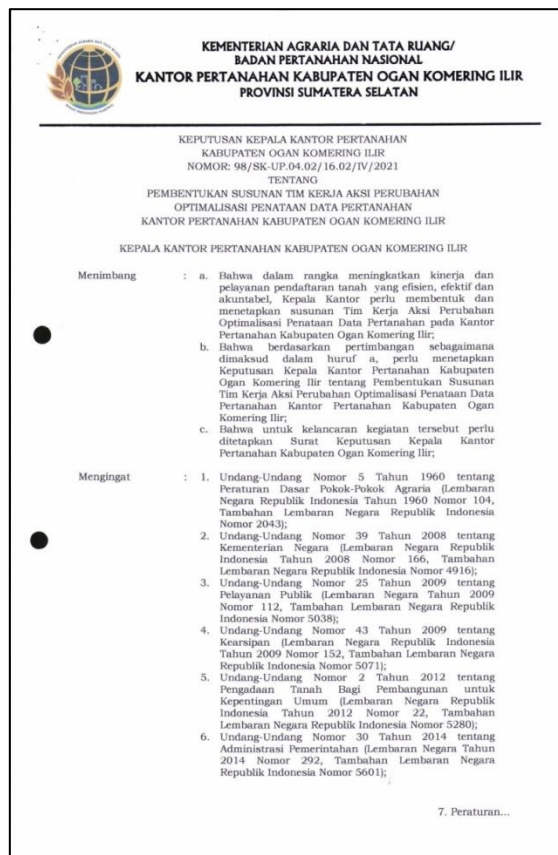 KEMENTERIAN AGRARIA DAN TATA RUANG/
BADAN PERTANAHAN NASIONAL
KANTOR PERTANAHAN KABUPATEN OGAN KOMERING ILIR
PROVINSI SUMATERA SELATAN
KEPUTUSAN KEPALA KANTOR PERTANAHAN
KABUPATEN OGAN KOMERING ILIR
NOMOR: 98/SK-UP.04.02/16.02/IV/2021
TENTANG
PEMBENTUKAN SUSUNAN TIM KERJA AKSI PERUBAHAN
OPTIMALISASI PENATAAN DATA PERTANAHAN
KANTOR PERTANAHAN KABUPATEN OGAN KOMERING ILIR
KEPALA KANTOR PERTANAHAN KABUPATEN OGAN KOMERING ILIR
Menimbang : a. Bahwa dalam rangka meningkatkan kinerja dan
pelayanan pendaftaran tanah yang efisien, efektif dan
akuntabel, Kepala Kantor perlu membentuk dan
menetapkan susunan Tim Kerja Aksi Perubahan
Optimalisasi Penataan Data Pertanahan pada Kantor
Pertanahan Kabupaten Ogan Komering Ilir;
b. Bahwa berdasarkan pertimbangan sebagaimana
dimaksud dalam huruf a, perlu menetapkan
Keputusan Kepala Kantor Pertanahan Kabupaten
Ogan Komering Ilir tentang Pembentukan Susunan
Tim Kerja Aksi Perubahan Optimalisasi Penataan Data
Pertanahan Kantor Pertanahan Kabupaten Ogan
Komering Ilir;
c. Bahwa untuk kelancaran kegiatan tersebut perlu
ditetapkan Surat Keputusan Kepala Kantor
Pertanahan Kabupaten Ogan Komering Ilir;
Mengingat : 1. Undang-Undang Nomor 5 Tahun 1960 tentang
Peraturan Dasar Pokok-Pokok Agraria (Lembaran
Negara Republik Indonesia Tahun 1960 Nomor 104,
Tambahan Lembaran Negara Republik Indonesia
Nomor 2043);
2. Undang-Undang Nomor 39 Tahun 2008 tentang
Kementerian Negara (Lembaran Negara Republik
Indonesia Tahun 2008 Nomor 166, Tambahan
Lembaran Negara Republik Indonesia Nomor 4916);
3. Undang-Undang Nomor 25 Tahun 2009 tentang
Pelayanan Publik (Lembaran Negara Tahun 2009
Nomor 112, Tambahan Lembaran Negara Republik
Indonesia Nomor 5038);
4. Undang-Undang Nomor 43 Tahun 2009 tentang
Kearsipan (Lembaran Negara Republik Indonesia
Tahun 2009 Nomor 152, Tambahan Lembaran Negara
Republik Indonesia Nomor 5071);
5. Undang-Undang Nomor 2 Tahun 2012 tentang
Pengadaan Tanah Bagi Pembangunan untuk
Kepentingan Umum (Lembaran Negara Republik
Indonesia Tahun 2012 Nomor 22, Tambahan
Lembaran Negara Republik Indonesia Nomor 5280);
6. Undang-Undang Nomor 30 Tahun 2014 tentang
Administrasi Pemerintahan (Lembaran Negara Tahun
2014 Nomor 292, Tambahan Lembaran Negara
Republik Indonesia Nomor 5601);
7. Peraturan...